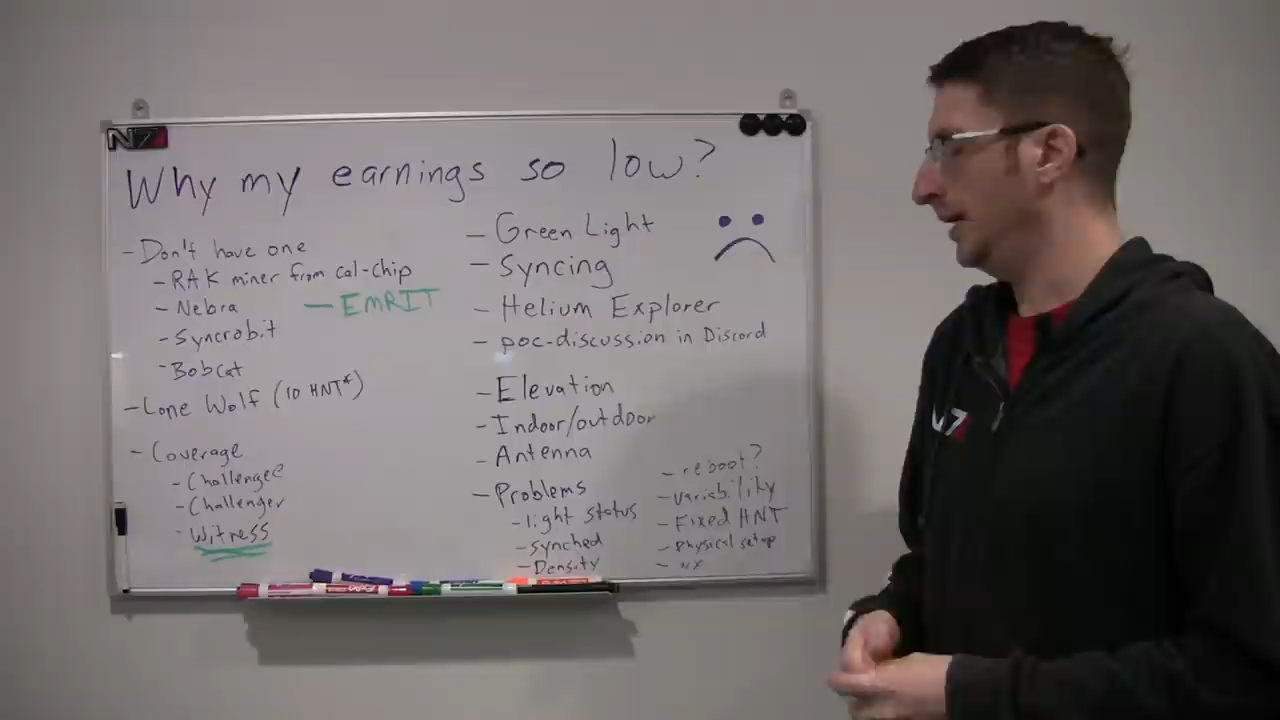 N7
Why my earnings so low?
- Don't have one
- RAK miner from cal-chip
- Nebra
- EMRIT
- Syncrobit
- Bobcat
- Lone Wolf (10 HNT*)
- Coverage
- Challengee
- Challenger
- Witness
- Green Light
- Syncing
- Helium Explorer
- poc-discussion in Discord
- Elevation
- Indoor/outdoor
- Antenna
- Problems
- light status
- synched
- Density
- reboot?
- variability
- Fixed HNT
- Physical setup
N7